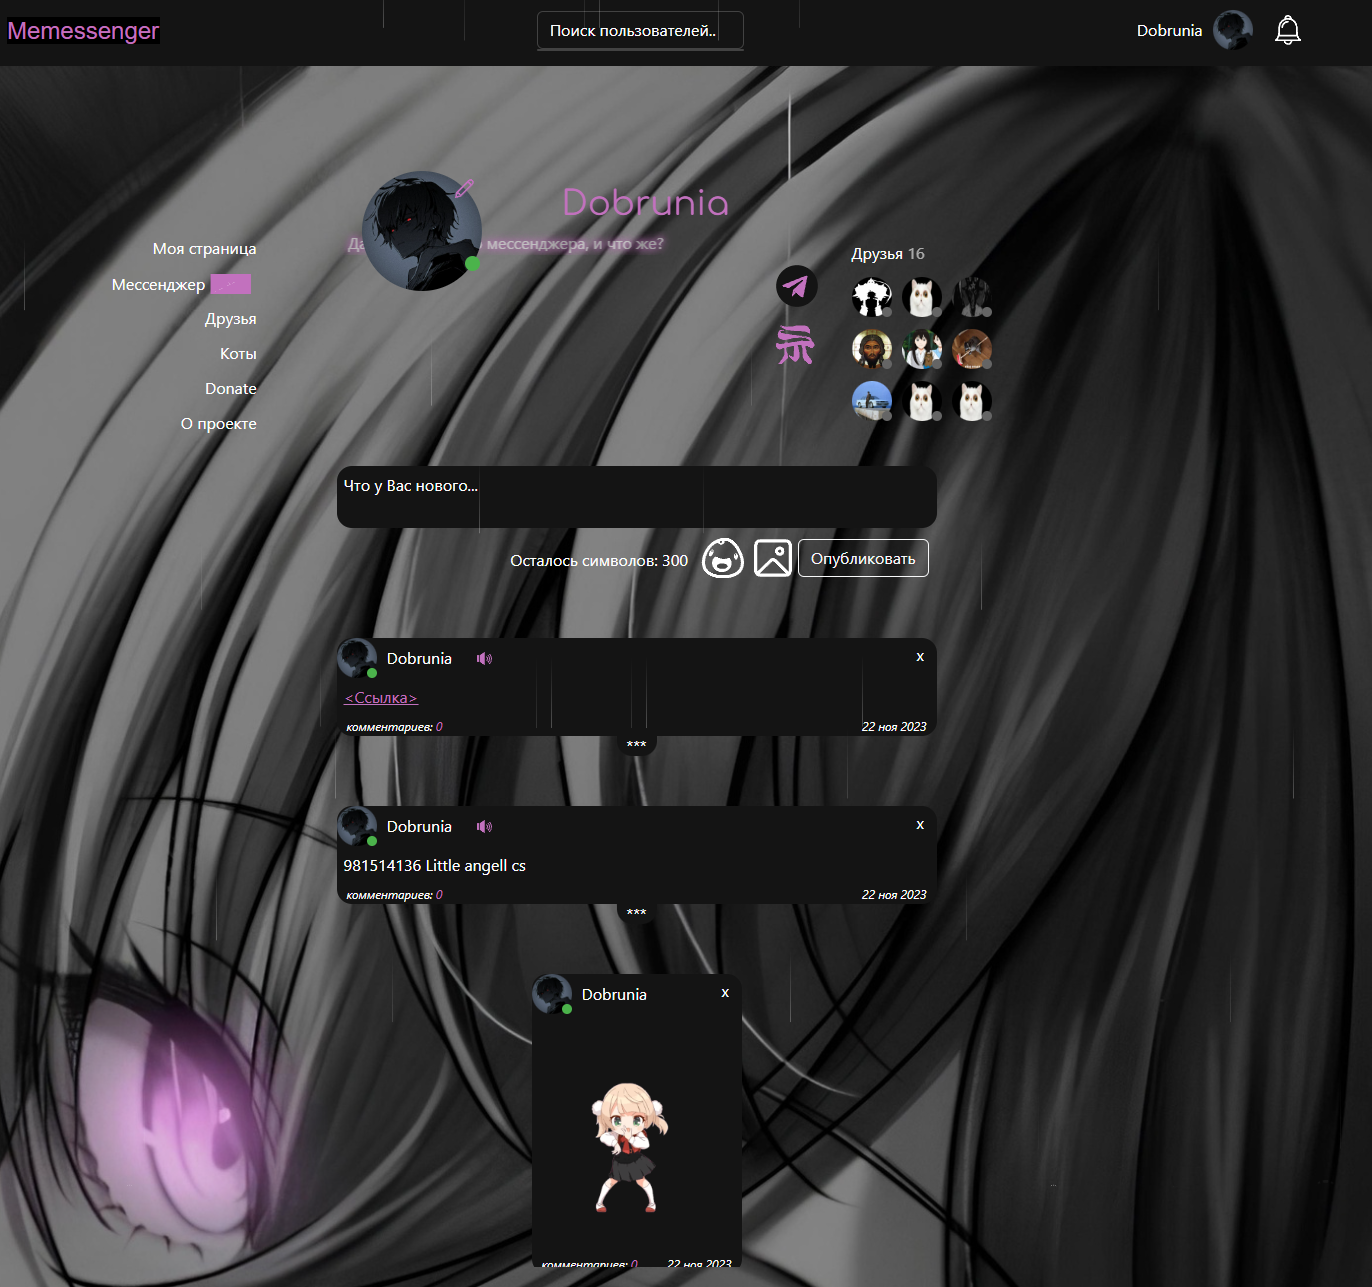 Memessenger
Поиск пользователей..
Dobrunia
Dobrunia
мессенджера, и что же?
Моя страница
Мессенджер
Друзья
Коты
Donate
О проекте
Друзья 16
Что у Вас нового...
Осталось символов: 300
Опубликовать
Dobrunia
x
<Ссылка>
комментариев: 0
22 ноя 2023
***
Dobrunia
x
981514136 Little angell cs
комментариев: 0
22 ноя 2023
***
Dobrunia
x
комментариев: 0
22 ноя 2023